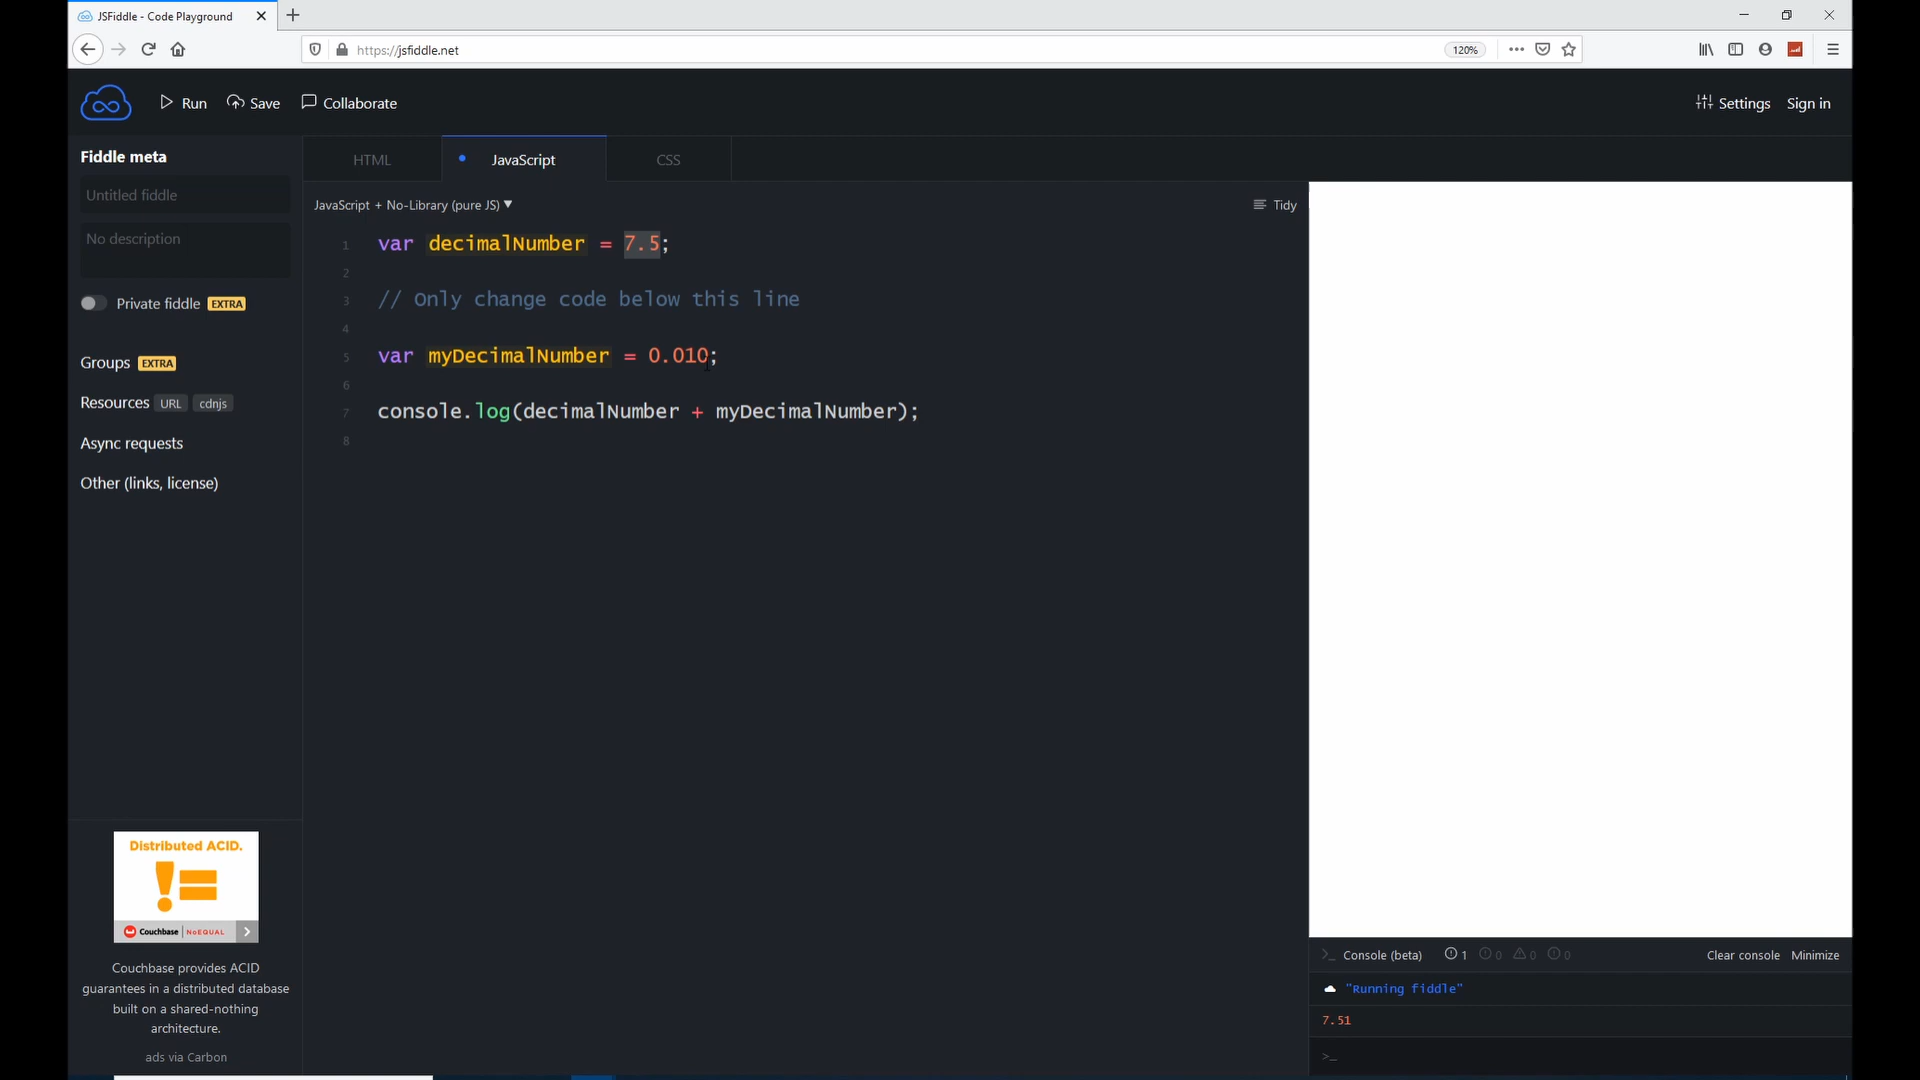 JSFiddle - Code Playground
https://jsfiddle.net
120%
Run
Save
Collaborate
Settings
Sign in
Fiddle meta
Untitled fiddle
No description
Private fiddle EXTRA
Groups EXTRA
Resources URL cdnjs
Async requests
Other (links, license)
HTML
JavaScript
CSS
JavaScript + No-Library (pure JS) ▼
Tidy
1 var decimalNumber = 7.5;
2
3 // Only change code below this line
4
5 var myDecimalNumber = 0.010;
6
7 console.log(decimalNumber + myDecimalNumber);
8
Distributed ACID.
!=
Couchbase | NoEQUAL
Couchbase provides ACID
guarantees in a distributed database
built on a shared-nothing
architecture.
ads via Carbon
>_ Console (beta) 1 0 0 0 Clear console Minimize
"Running fiddle"
7.51
>_